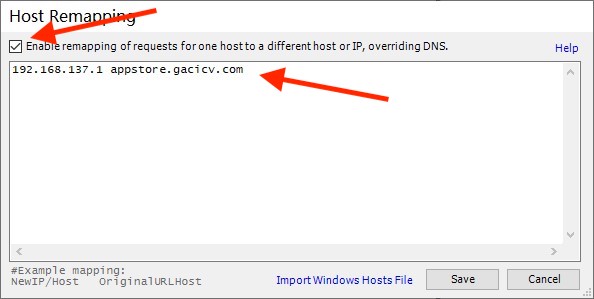 Host Remapping
Enable remapping of requests for one host to a different host or IP, overriding DNS.
Help
192.168.137.1 appstore.gacicv.com
#Example mapping:
NewIP/Host   OriginalURLHost
Import Windows Hosts File
Save
Cancel